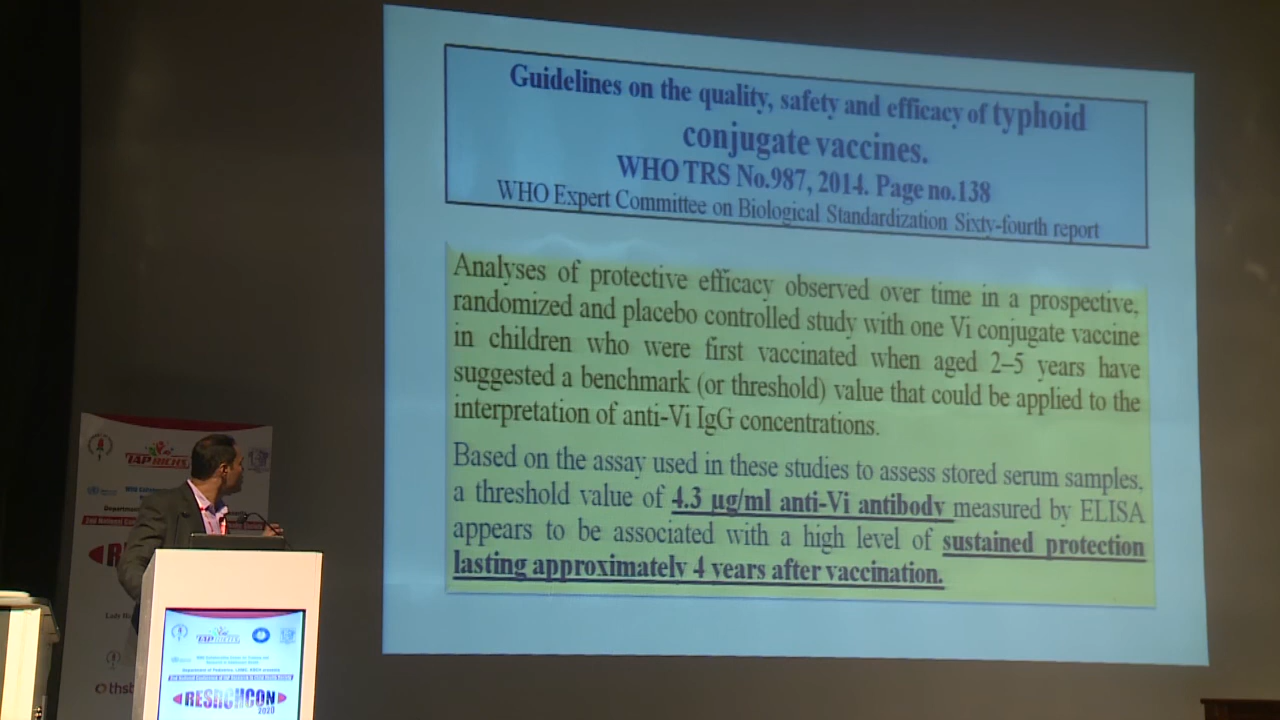 Guidelines on the quality, safety and efficacy of typhoid
conjugate vaccines.
WHO TRS No.987, 2014. Page no.138
WHO Expert Committee on Biological Standardization Sixty-fourth report
Analyses of protective efficacy observed over time in a prospective,
randomized and placebo controlled study with one Vi conjugate vaccine
in children who were first vaccinated when aged 2–5 years have
suggested a benchmark (or threshold) value that could be applied to the
interpretation of anti-Vi IgG concentrations.
Based on the assay used in these studies to assess stored serum samples,
a threshold value of 4.3 µg/ml anti-Vi antibody measured by ELISA
appears to be associated with a high level of sustained protection
lasting approximately 4 years after vaccination.
IAP
RESRCHCON
2020